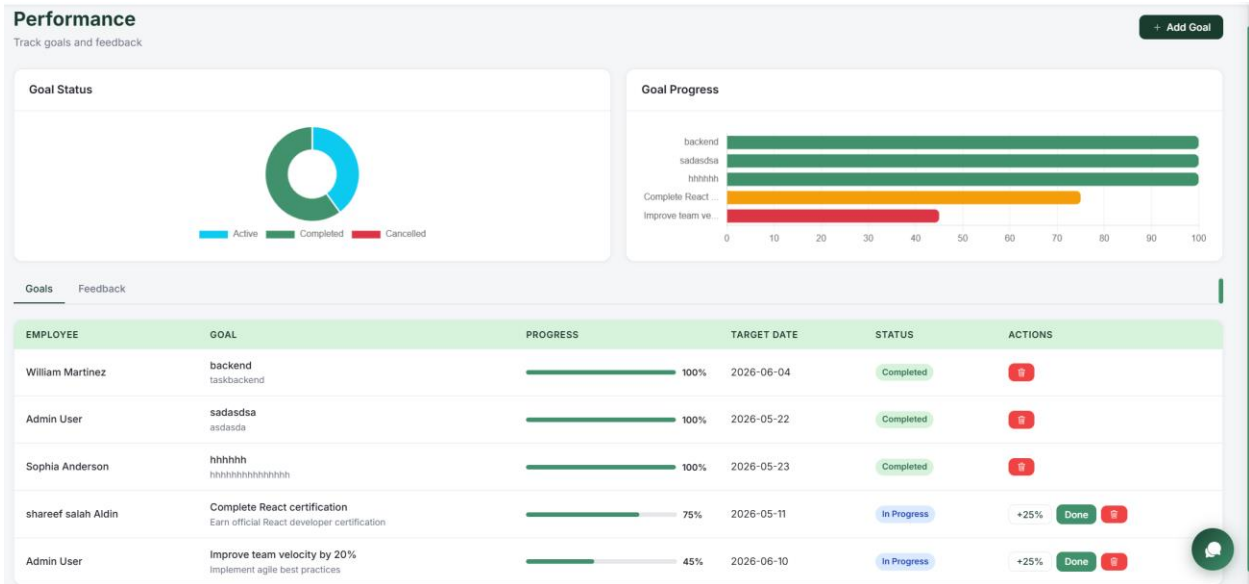 Performance
+ Add Goal
Track goals and feedback
Goal Status
Active Completed Cancelled
Goal Progress
backend
sadasdsa
hhhhhh
Complete React ...
Improve team ve...
0 10 20 30 40 50 60 70 80 90 100
Goals Feedback
EMPLOYEE GOAL PROGRESS TARGET DATE STATUS ACTIONS
William Martinez backend 100% 2026-06-04 Completed
taskbackend
Admin User sadasdsa 100% 2026-05-22 Completed
asdasda
Sophia Anderson hhhhhh 100% 2026-05-23 Completed
hhhhhhhhhhhhhhh
shareef salah Aldin Complete React certification 75% 2026-05-11 In Progress +25% Done
Earn official React developer certification
Admin User Improve team velocity by 20% 45% 2026-06-10 In Progress +25% Done
Implement agile best practices